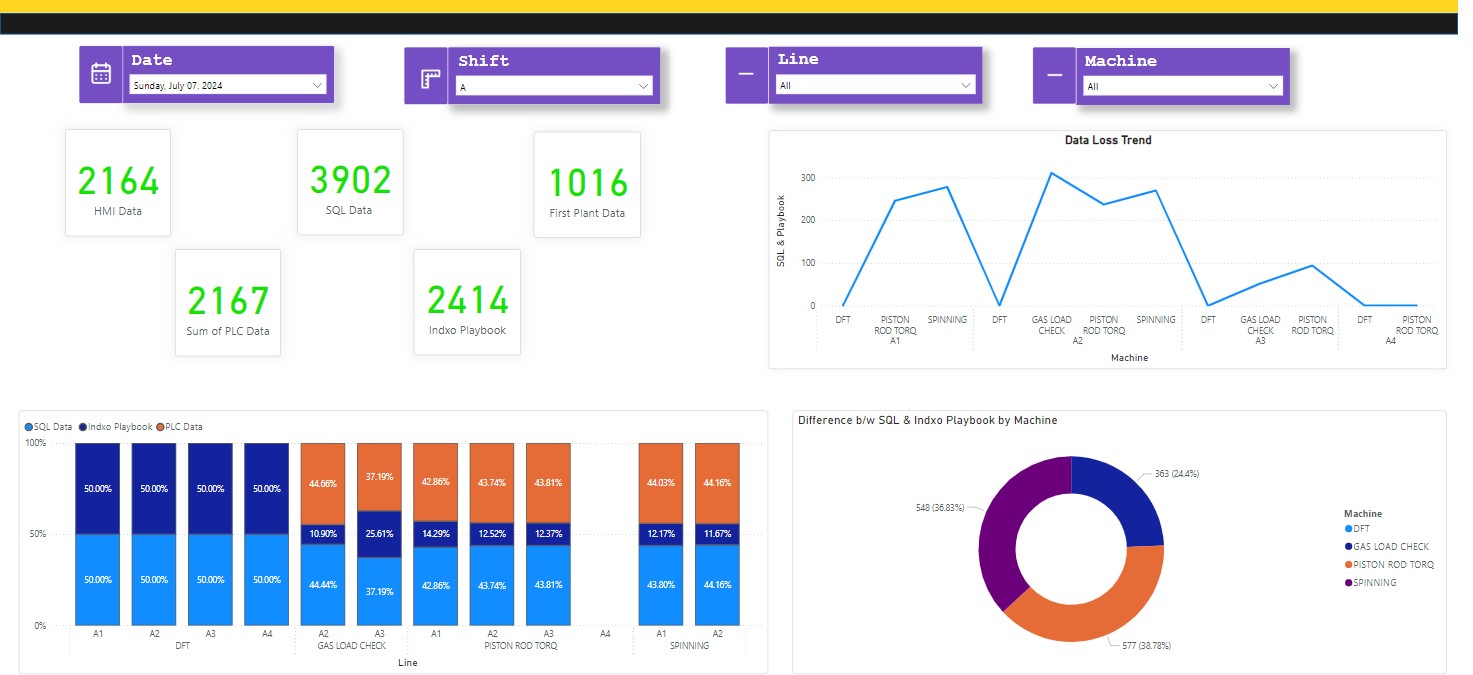 Date
Sunday, July 07, 2024
Shift
A
Line
All
Machine
All
2164
HMI Data
3902
SQL Data
1016
First Plant Data
2167
Sum of PLC Data
2414
Indxo Playbook
Data Loss Trend
SQL & Playbook
300
200
100
0
DFT
PISTON
ROD TORQ
SPINNING
DFT
GAS LOAD
CHECK
PISTON
ROD TORQ
SPINNING
DFT
GAS LOAD
CHECK
PISTON
ROD TORQ
DFT
PISTON
ROD TORQ
A1
A2
A3
A4
Machine
SQL Data Indxo Playbook PLC Data
100%
50%
0%
50.00% 50.00% 50.00% 50.00% 44.66% 37.19% 42.86% 43.74% 43.81% 44.03% 44.16%
10.90% 25.61% 14.29% 12.52% 12.37% 12.17% 11.67%
50.00% 50.00% 50.00% 50.00% 44.44% 37.19% 42.86% 43.74% 43.81% 43.80% 44.16%
A1 A2 A3 A4 A2 A3 A1 A2 A3 A4 A1 A2
DFT GAS LOAD CHECK PISTON ROD TORQ SPINNING
Line
Difference b/w SQL & Indxo Playbook by Machine
363 (24.4%)
548 (36.83%)
577 (38.78%)
Machine
DFT
GAS LOAD CHECK
PISTON ROD TORQ
SPINNING